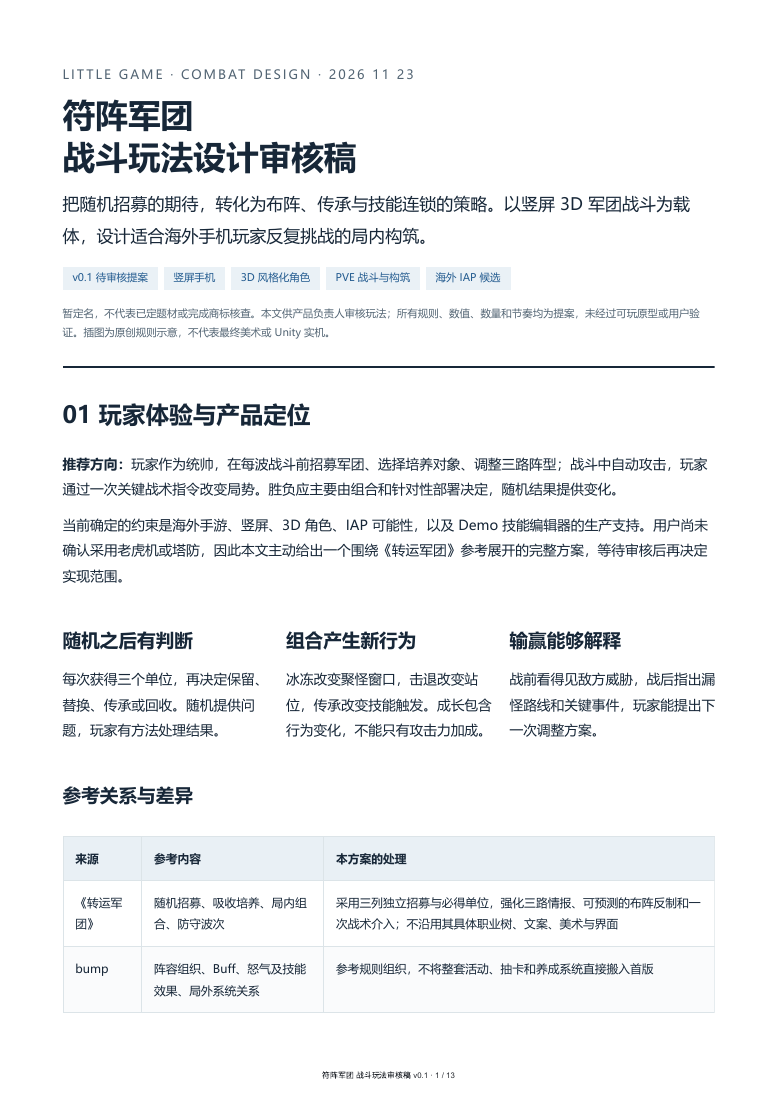 LITTLE GAME · COMBAT DESIGN · 2026 11 23
符阵军团
战斗玩法设计审核稿
把随机招募的期待，转化为布阵、传承与技能连锁的策略。以竖屏 3D 军团战斗为载
体，设计适合海外手机玩家反复挑战的局内构筑。
v0.1 待审核提案 竖屏手机 3D 风格化角色 PVE 战斗与构筑 海外 IAP 候选
暂定名，不代表已定题材或完成商标核查。本文供产品负责人审核玩法；所有规则、数值、数量和节奏均为提案，未经过可玩原型或用户验
证。插图为原创规则示意，不代表最终美术或 Unity 实机。
01 玩家体验与产品定位
推荐方向：玩家作为统帅，在每波战斗前招募军团、选择培养对象、调整三路阵型；战斗中自动攻击，玩家
通过一次关键战术指令改变局势。胜负应主要由组合和针对性部署决定，随机结果提供变化。
当前确定的约束是海外手游、竖屏、3D 角色、IAP 可能性，以及 Demo 技能编辑器的生产支持。用户尚未
确认采用老虎机或塔防，因此本文主动给出一个围绕《转运军团》参考展开的完整方案，等待审核后再决定
实现范围。
随机之后有判断
每次获得三个单位，再决定保留、
替换、传承或回收。随机提供问
题，玩家有方法处理结果。
组合产生新行为
冰冻改变聚怪窗口，击退改变站
位，传承改变技能触发。成长包含
行为变化，不能只有攻击力加成。
输赢能够解释
战前看得见敌方威胁，战后指出漏
怪路线和关键事件，玩家能提出下
一次调整方案。
参考关系与差异
来源 参考内容 本方案的处理
《转运军
团》
随机招募、吸收培养、局内组
合、防守波次
采用三列独立招募与必得单位，强化三路情报、可预测的布阵反制和一
次战术介入；不沿用其具体职业树、文案、美术与界面
bump
阵容组织、Buff、怒气及技能
效果、局外系统关系
参考规则组织，不将整套活动、抽卡和养成系统直接搬入首版
符阵军团 战斗玩法审核稿 v0.1 · 1 / 13